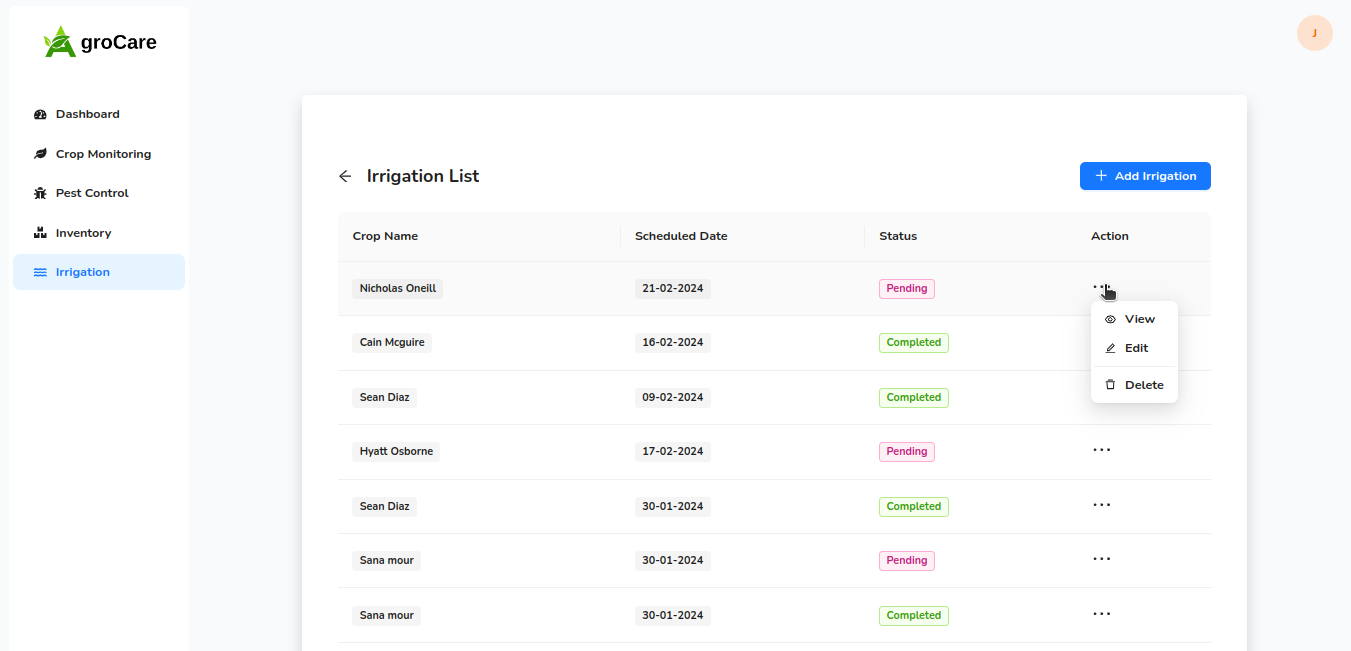 groCare
J
Dashboard
Crop Monitoring
Pest Control
Inventory
Irrigation
Irrigation List
Add Irrigation
Crop Name Scheduled Date Status Action
Nicholas Oneill 21-02-2024 Pending
View
Cain Mcguire 16-02-2024 Completed
Edit
Delete
Sean Diaz 09-02-2024 Completed
Hyatt Osborne 17-02-2024 Pending
Sean Diaz 30-01-2024 Completed
Sana mour 30-01-2024 Pending
Sana mour 30-01-2024 Completed